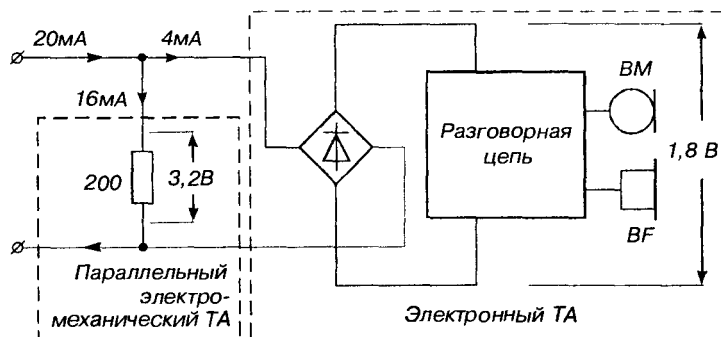 20мА
4мА
16мА
200
3,2В
Параллельный
электро-
механический ТА
Разговорная
цепь
ВМ
BF
1,8 В
Электронный ТА